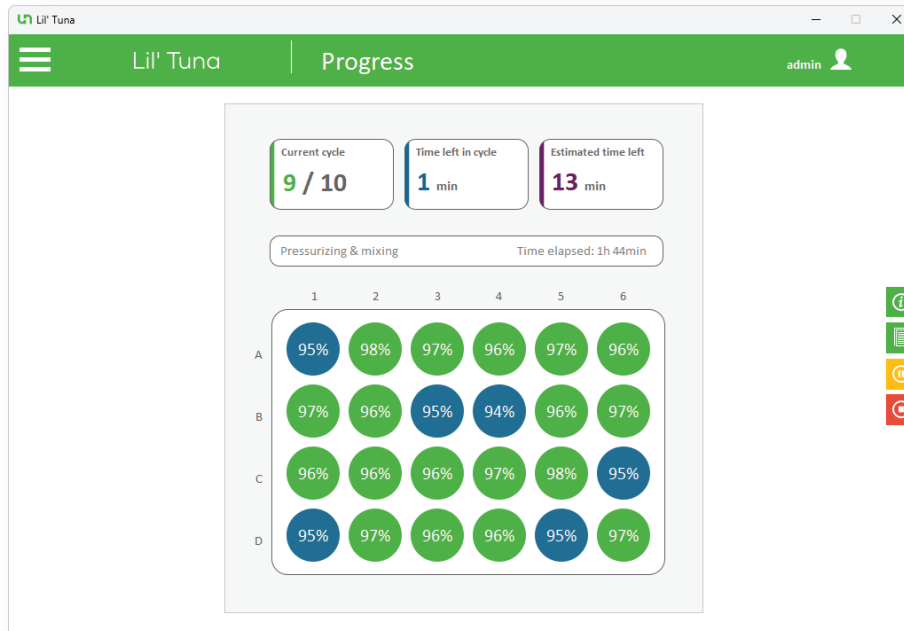 Lil' Tuna
Lil' Tuna Progress admin
Current cycle Time left in cycle Estimated time left
9 / 10 1 min 13 min
Pressurizing & mixing Time elapsed: 1h 44min
1 2 3 4 5 6
A 95% 98% 97% 96% 97% 96%
B 97% 96% 95% 94% 96% 97%
C 96% 96% 96% 97% 98% 95%
D 95% 97% 96% 96% 95% 97%